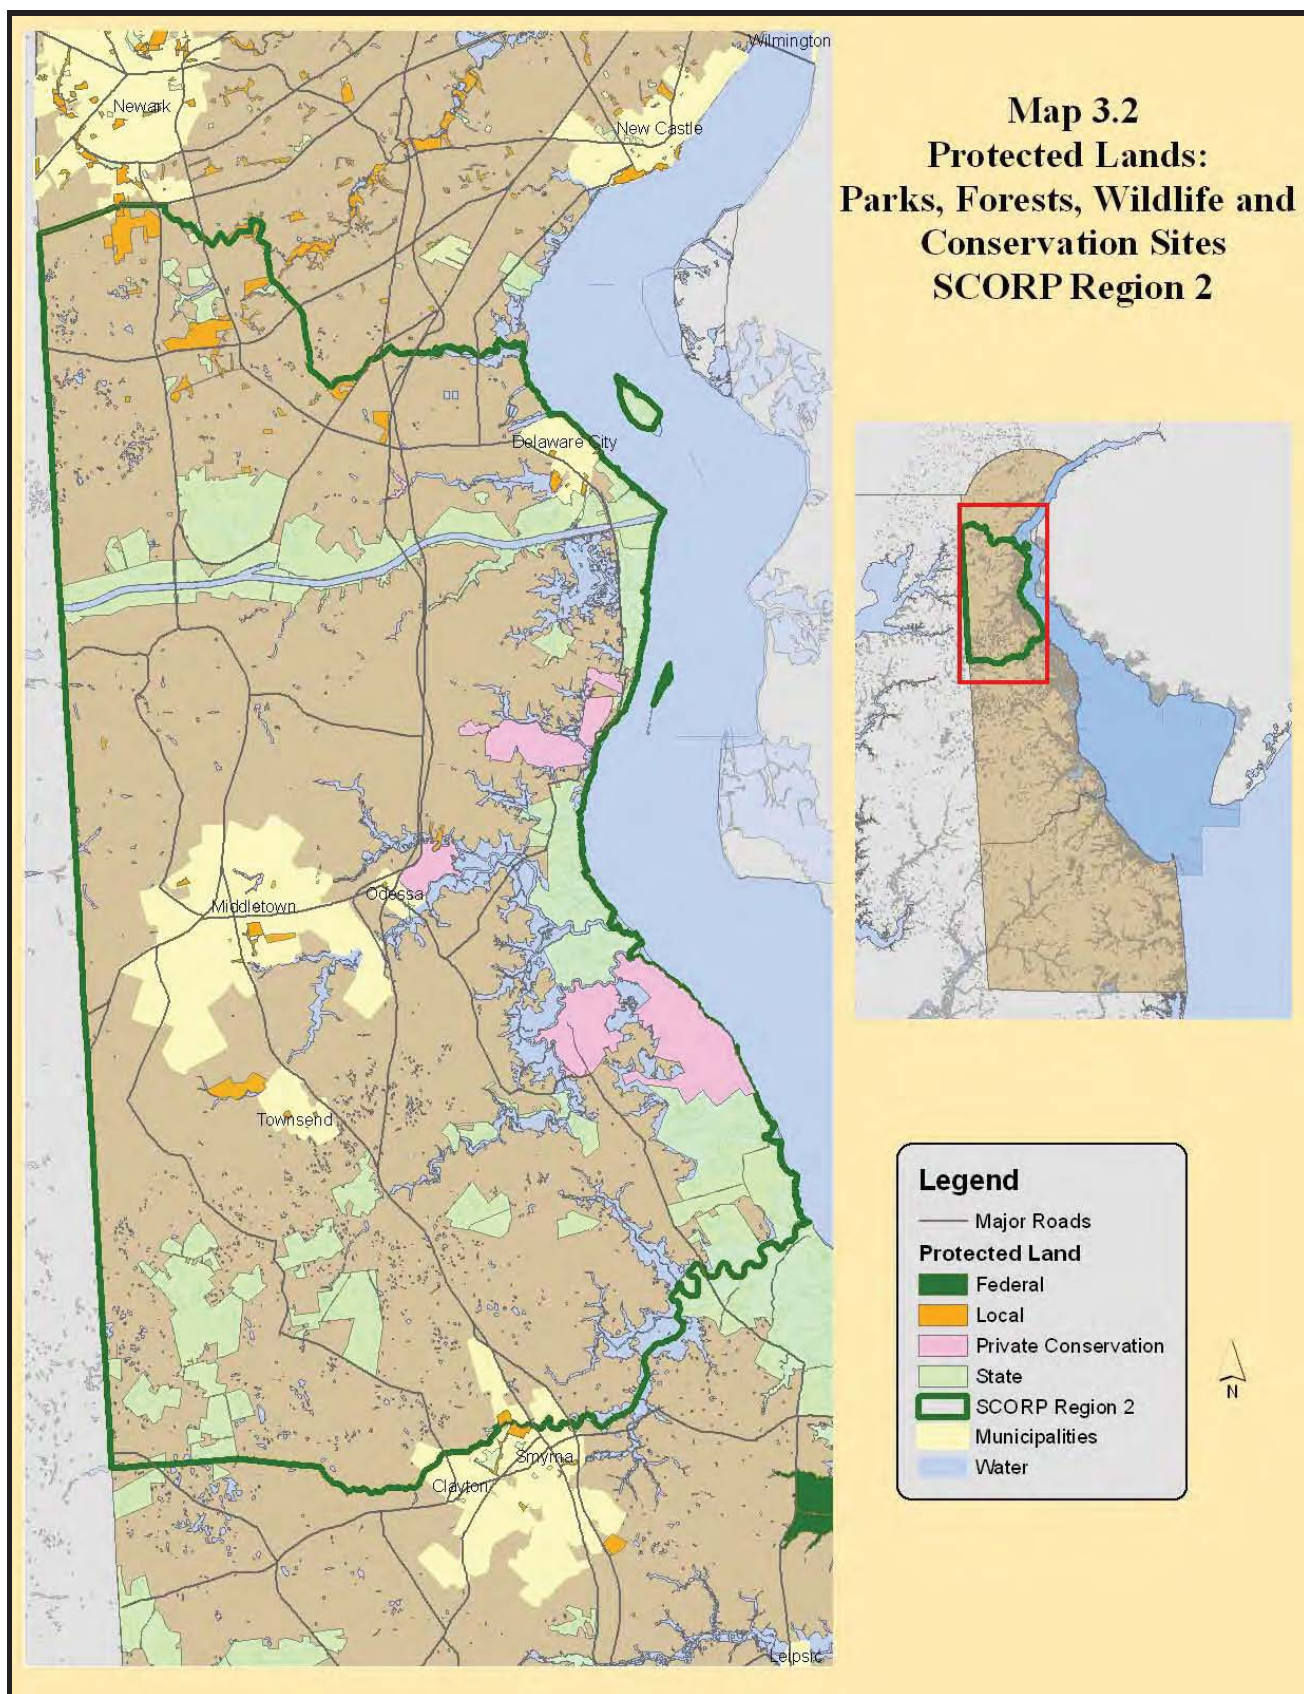 Map 3.2
Protected Lands:
Parks, Forests, Wildlife and
Conservation Sites
SCORP Region 2
Wilmington
Newark
New Castle
Delaware City
Odessa
Middletown
Townsend
Smyrna
Clayton
Leipsic
Legend
Major Roads
Protected Land
Federal
Local
Private Conservation
State
SCORP Region 2
Municipalities
Water
N